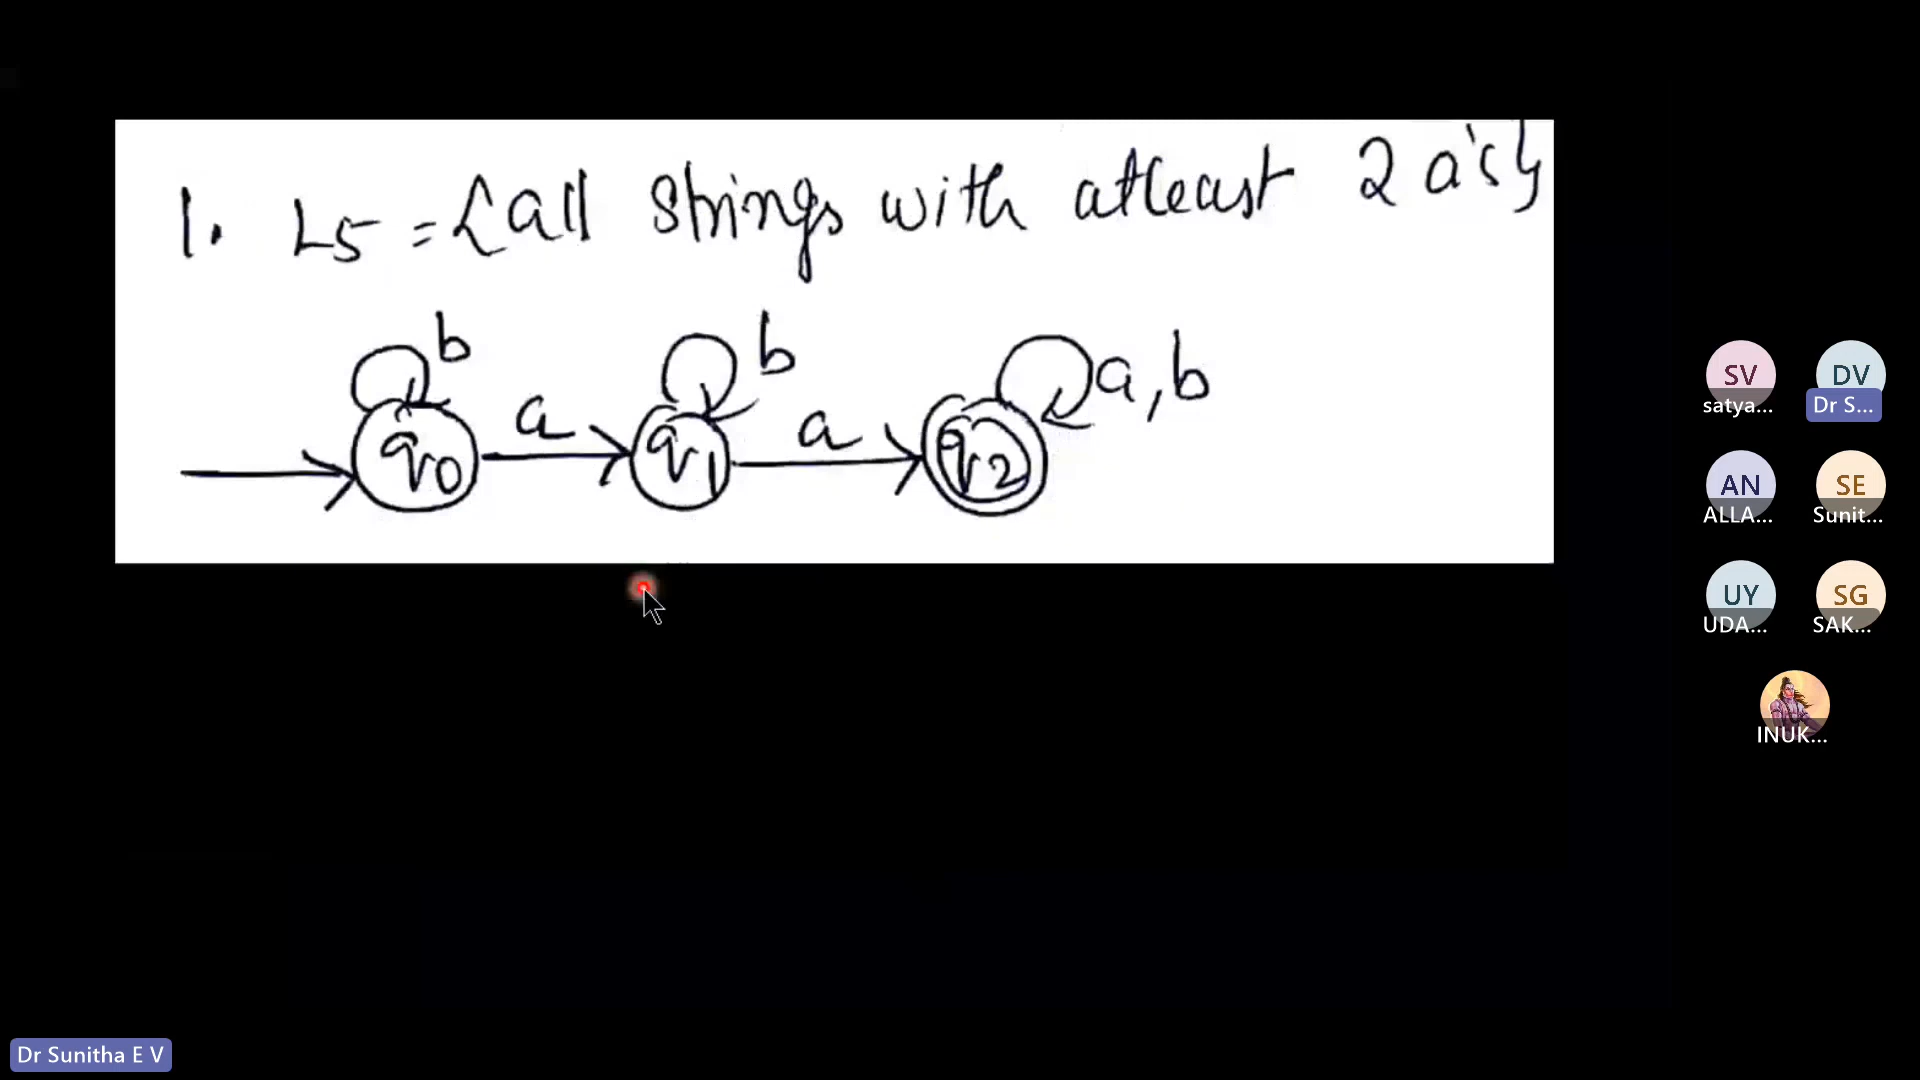 1. L5 = {all strings with atleast 2 a's}
b b a,b
a a
q0 q1 q2
SV DV
satya... Dr S...
AN SE
ALLA... Sunit...
UY SG
UDA... SAK...
INUK...
Dr Sunitha E V